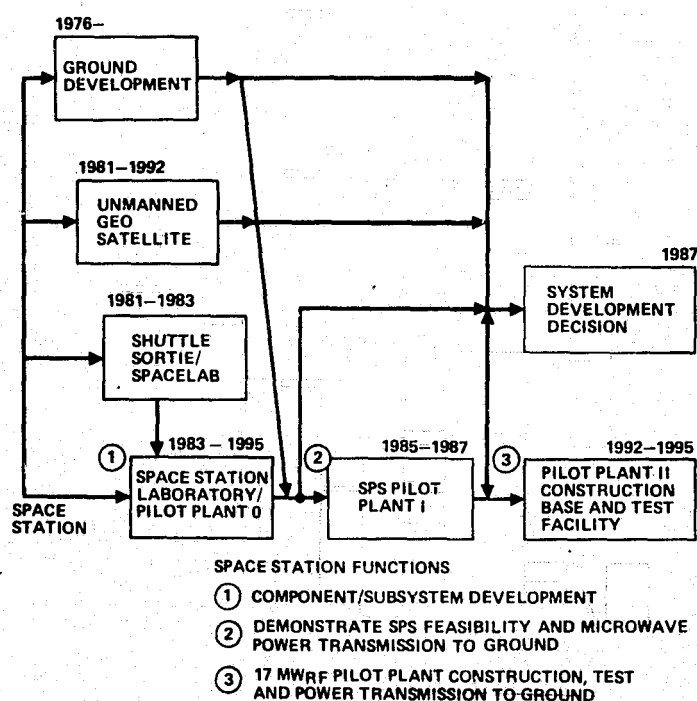 1976–
GROUND
DEVELOPMENT
1981–1992
UNMANNED
GEO
SATELLITE
1987
SYSTEM
DEVELOPMENT
DECISION
1981–1983
SHUTTLE
SORTIE/
SPACELAB
1 1983 – 1995
SPACE STATION
LABORATORY/
PILOT PLANT 0
2 1985–1987
SPS PILOT
PLANT I
3 1992–1995
PILOT PLANT II
CONSTRUCTION
BASE AND TEST
FACILITY
SPACE
STATION
SPACE STATION FUNCTIONS
1 COMPONENT/SUBSYSTEM DEVELOPMENT
2 DEMONSTRATE SPS FEASIBILITY AND MICROWAVE
POWER TRANSMISSION TO GROUND
3 17 MWRF PILOT PLANT CONSTRUCTION, TEST
AND POWER TRANSMISSION TO GROUND